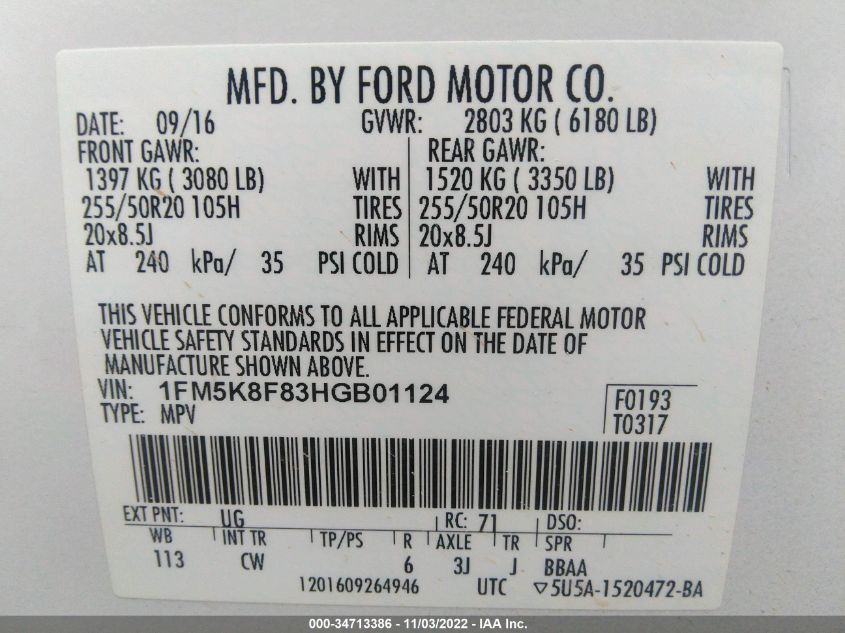 MFD. BY FORD MOTOR CO.
DATE: 09/16 GVWR: 2803 KG ( 6180 LB)
FRONT GAWR: REAR GAWR:
1397 KG ( 3080 LB) WITH 1520 KG ( 3350 LB) WITH
255/50R20 105H TIRES 255/50R20 105H TIRES
20x8.5J RIMS 20x8.5J RIMS
AT 240 kPa/ 35 PSI COLD AT 240 kPa/ 35 PSI COLD
THIS VEHICLE CONFORMS TO ALL APPLICABLE FEDERAL MOTOR
VEHICLE SAFETY STANDARDS IN EFFECT ON THE DATE OF
MANUFACTURE SHOWN ABOVE.
VIN: 1FM5K8F83HGB01124 F0193
TYPE: MPV T0317
EXT PNT: UG RC: 71 DSO:
WB INT TR TP/PS R AXLE TR SPR
113 CW 6 3J J BBAA
1201609264946 UTC ▽5U5A-1520472-BA
000-34713386 - 11/03/2022 - IAA Inc.